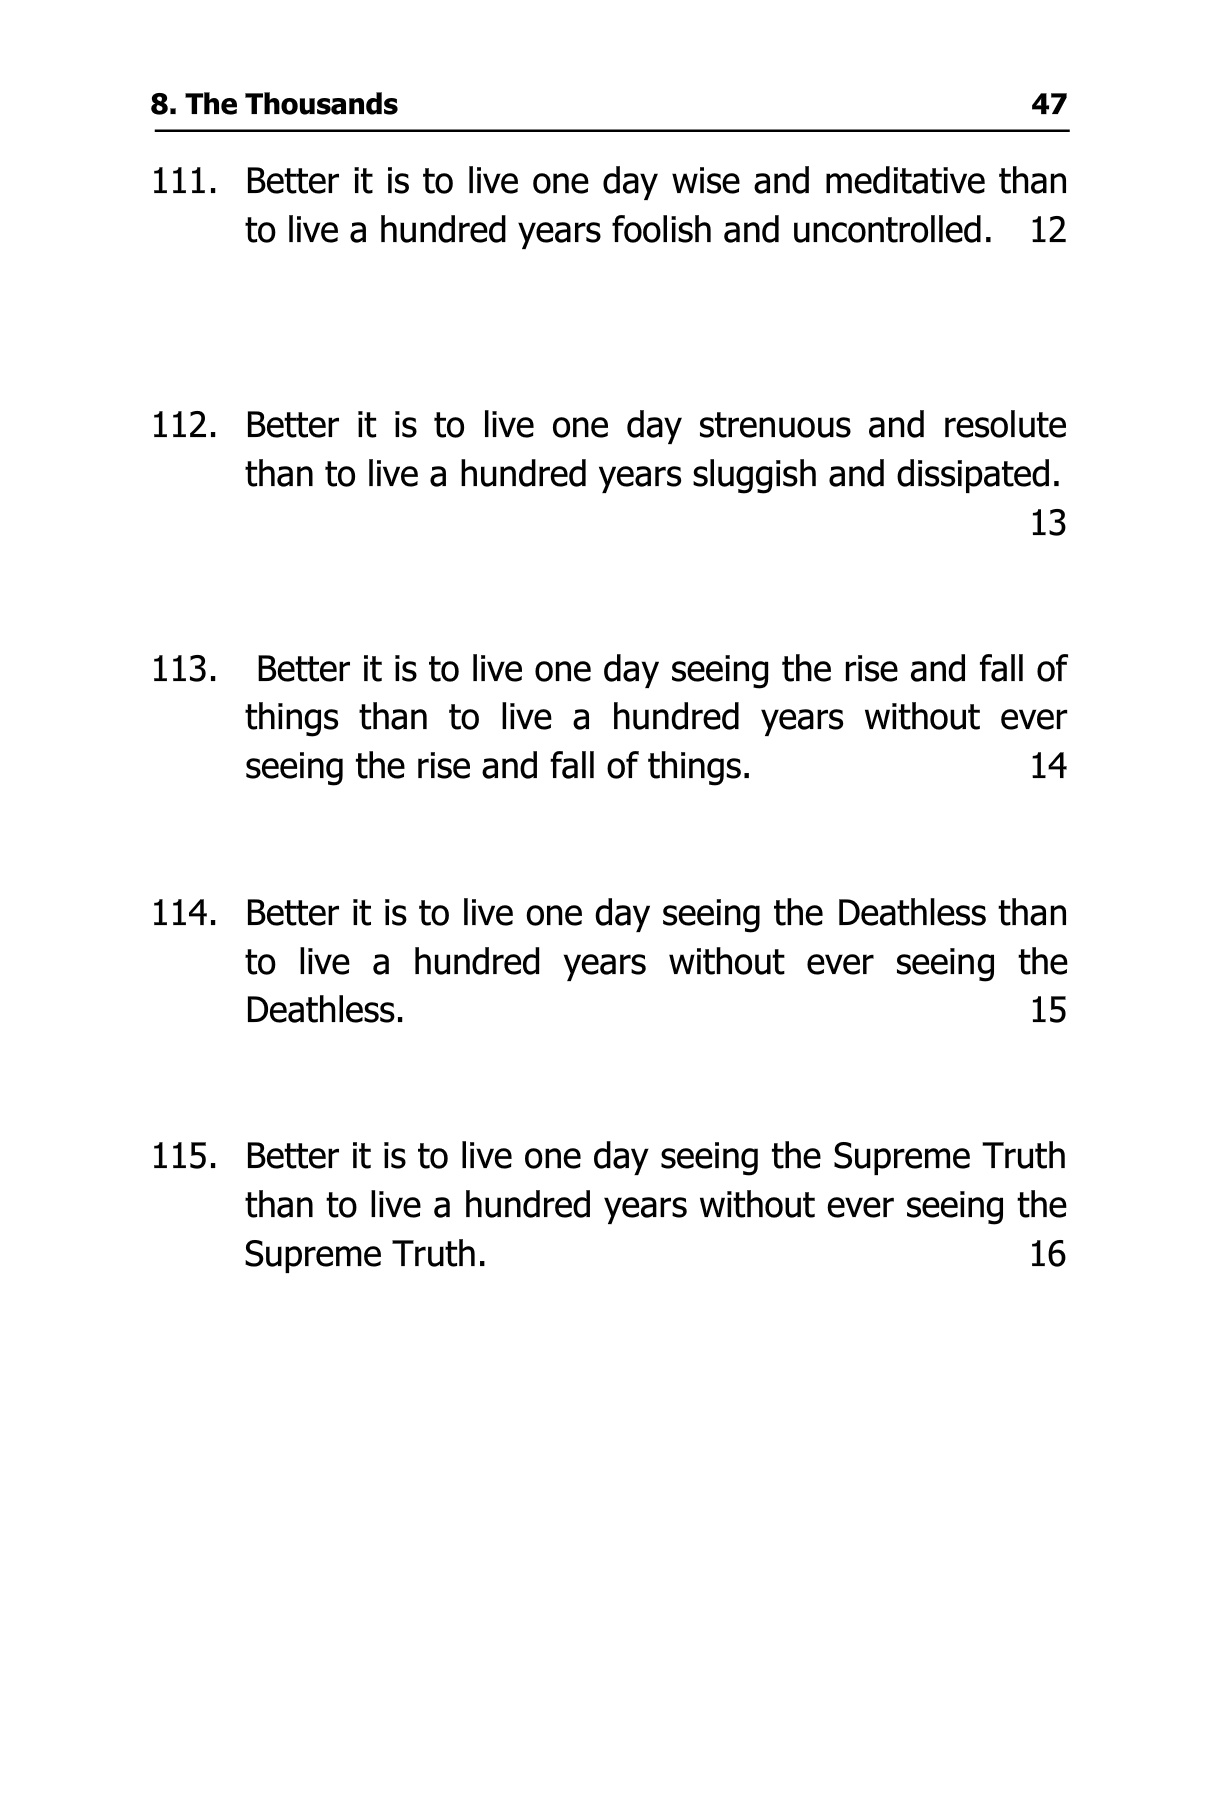 8. The Thousands 47
111. Better it is to live one day wise and meditative than
to live a hundred years foolish and uncontrolled. 12
112. Better it is to live one day strenuous and resolute
than to live a hundred years sluggish and dissipated.
13
113. Better it is to live one day seeing the rise and fall of
things than to live a hundred years without ever
seeing the rise and fall of things. 14
114. Better it is to live one day seeing the Deathless than
to live a hundred years without ever seeing the
Deathless. 15
115. Better it is to live one day seeing the Supreme Truth
than to live a hundred years without ever seeing the
Supreme Truth. 16